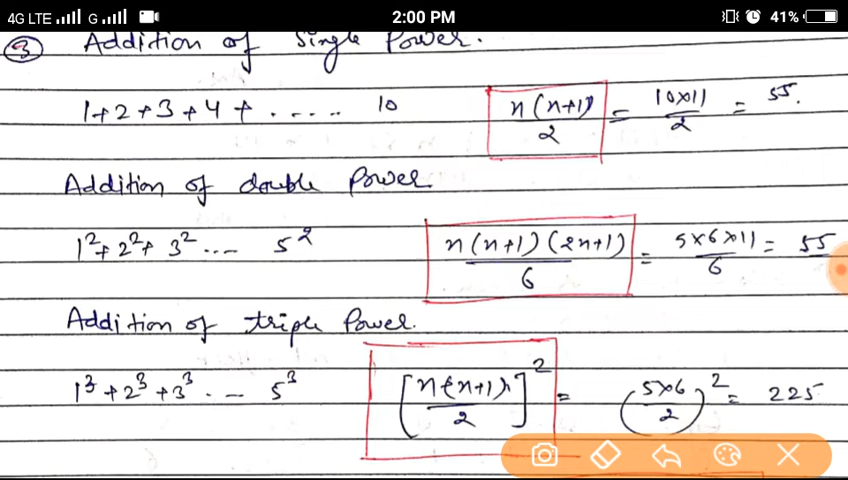 4G LTE G 2:00 PM 41%
③ Addition of Single Power.
1+2+3+4+ ..... 10 n(n+1)/2 = 10×11/2 = 55.
Addition of double Power
1²+2²+3² ... 5² n(n+1)(2n+1)/6 = 5×6×11/6 = 55
Addition of triple Power.
1³+2³+3³ .. 5³ [n(n+1)/2]² = (5×6/2)² = 225